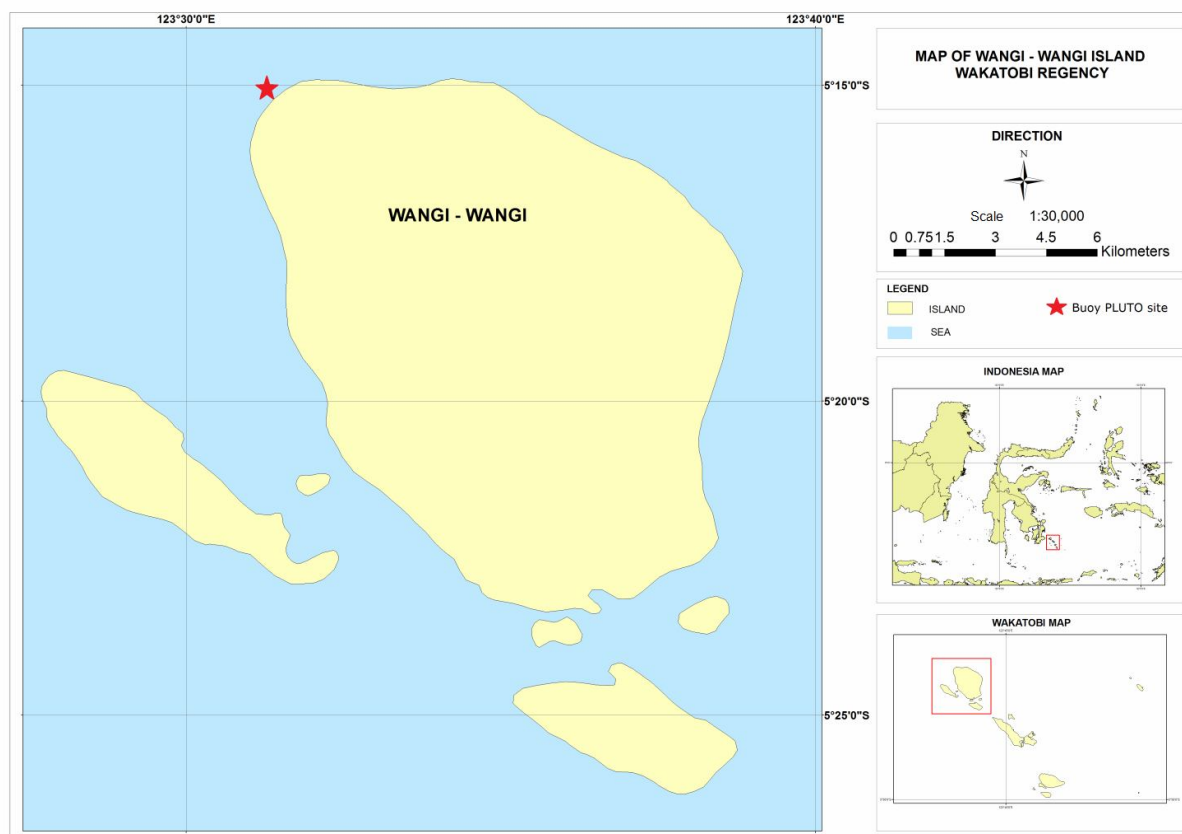 123°30'0"E
123°40'0"E
5°15'0"S
5°20'0"S
5°25'0"S
WANGI - WANGI
MAP OF WANGI - WANGI ISLAND
WAKATOBI REGENCY
DIRECTION
N
Scale 1:30,000
0 0.75 1.5 3 4.5 6
Kilometers
LEGEND
ISLAND
Buoy PLUTO site
SEA
INDONESIA MAP
WAKATOBI MAP